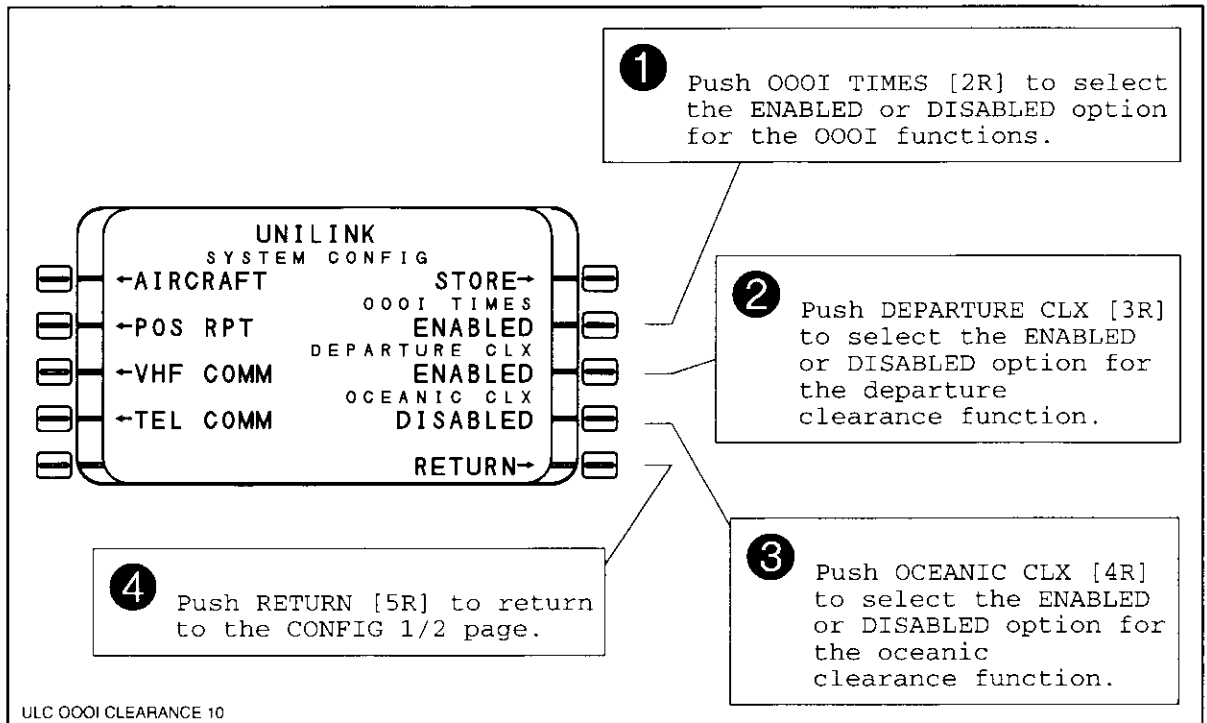 1
Push OOOI TIMES [2R] to select
the ENABLED or DISABLED option
for the OOOI functions.
UNILINK
SYSTEM CONFIG
←AIRCRAFT STORE→
OOOI TIMES
←POS RPT ENABLED
DEPARTURE CLX
←VHF COMM ENABLED
OCEANIC CLX
←TEL COMM DISABLED
RETURN→
2
Push DEPARTURE CLX [3R]
to select the ENABLED
or DISABLED option for
the departure
clearance function.
3
Push OCEANIC CLX [4R]
to select the ENABLED
or DISABLED option for
the oceanic
clearance function.
4
Push RETURN [5R] to return
to the CONFIG 1/2 page.
ULC OOOI CLEARANCE 10